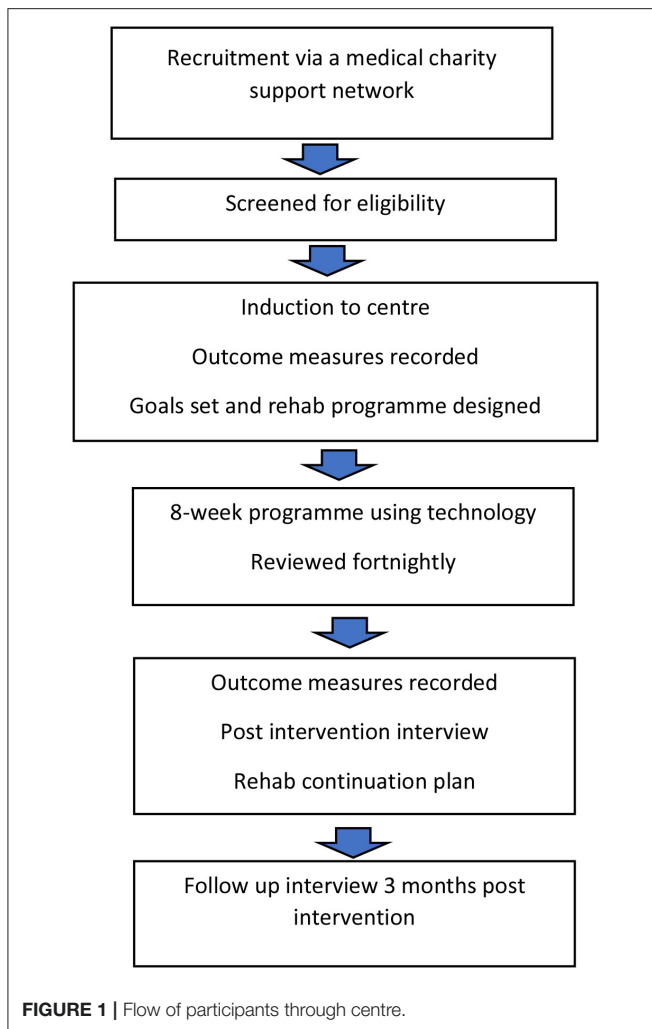 Recruitment via a medical charity
support network
Screened for eligibility
Induction to centre
Outcome measures recorded
Goals set and rehab programme designed
8-week programme using technology
Reviewed fortnightly
Outcome measures recorded
Post intervention interview
Rehab continuation plan
Follow up interview 3 months post
intervention
FIGURE 1 | Flow of participants through centre.